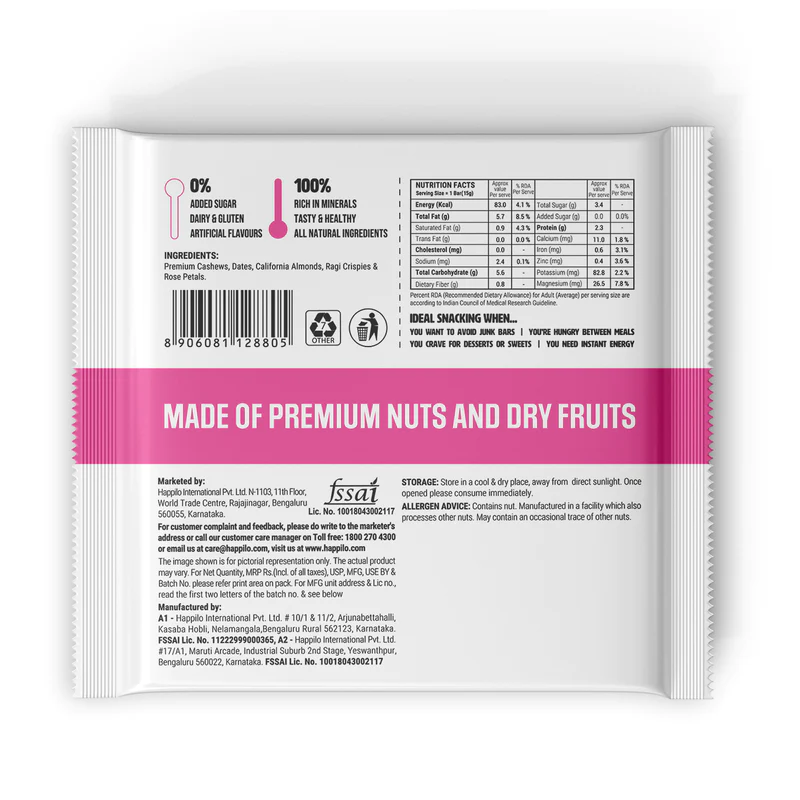 0%
ADDED SUGAR
DAIRY & GLUTEN
ARTIFICIAL FLAVOURS
100%
RICH IN MINERALS
TASTY & HEALTHY
ALL NATURAL INGREDIENTS
INGREDIENTS:
Premium Cashews, Dates, California Almonds, Ragi Crispies &
Rose Petals.
8 906081 128805
7
OTHER
NUTRITION FACTS
Serving Size = 1 Bar(15g)
Approx value Per Serve
% RDA Per Serve
Approx value Per Serve
% RDA Per Serve
Energy (Kcal) 83.0 4.1 % Total Sugar (g) 3.4 -
Total Fat (g) 5.7 8.5 % Added Sugar (g) 0.0 0.0%
Saturated Fat (g) 0.9 4.3 % Protein (g) 2.3 -
Trans Fat (g) 0.0 0.0 % Calcium (mg) 11.0 1.8 %
Cholesterol (mg) 0.0 - Iron (mg) 0.6 3.1%
Sodium (mg) 2.4 0.1% Zinc (mg) 0.4 3.6 %
Total Carbohydrate (g) 5.6 - Potassium (mg) 82.8 2.2 %
Dietary Fiber (g) 0.8 - Magnesium (mg) 26.5 7.8 %
Percent RDA (Recommended Dietary Allowance) for Adult (Average) per serving size are
according to Indian Council of Medical Research Guideline.
IDEAL SNACKING WHEN...
YOU WANT TO AVOID JUNK BARS | YOU'RE HUNGRY BETWEEN MEALS
YOU CRAVE FOR DESSERTS OR SWEETS | YOU NEED INSTANT ENERGY
MADE OF PREMIUM NUTS AND DRY FRUITS
Marketed by:
Happilo International Pvt. Ltd. N-1103, 11th Floor,
World Trade Centre, Rajajinagar, Bengaluru
560055, Karnataka.
fssai
Lic. No. 10018043002117
For customer complaint and feedback, please do write to the marketer's
address or call our customer care manager on Toll free: 1800 270 4300
or email us at care@happilo.com, visit us at www.happilo.com
The image shown is for pictorial representation only. The actual product
may vary. For Net Quantity, MRP Rs.(Incl. of all taxes), USP, MFG, USE BY &
Batch No. please refer print area on pack. For MFG unit address & Lic no.,
read the first two letters of the batch no. & see below
Manufactured by:
A1 - Happilo International Pvt. Ltd. # 10/1 & 11/2, Arjunabettahalli,
Kasaba Hobli, Nelamangala,Bengaluru Rural 562123, Karnataka.
FSSAI Lic. No. 11222999000365, A2 - Happilo International Pvt. Ltd.
#17/A1, Maruti Arcade, Industrial Suburb 2nd Stage, Yeswanthpur,
Bengaluru 560022, Karnataka. FSSAI Lic. No. 10018043002117
STORAGE: Store in a cool & dry place, away from direct sunlight. Once
opened please consume immediately.
ALLERGEN ADVICE: Contains nut. Manufactured in a facility which also
processes other nuts. May contain an occasional trace of other nuts.